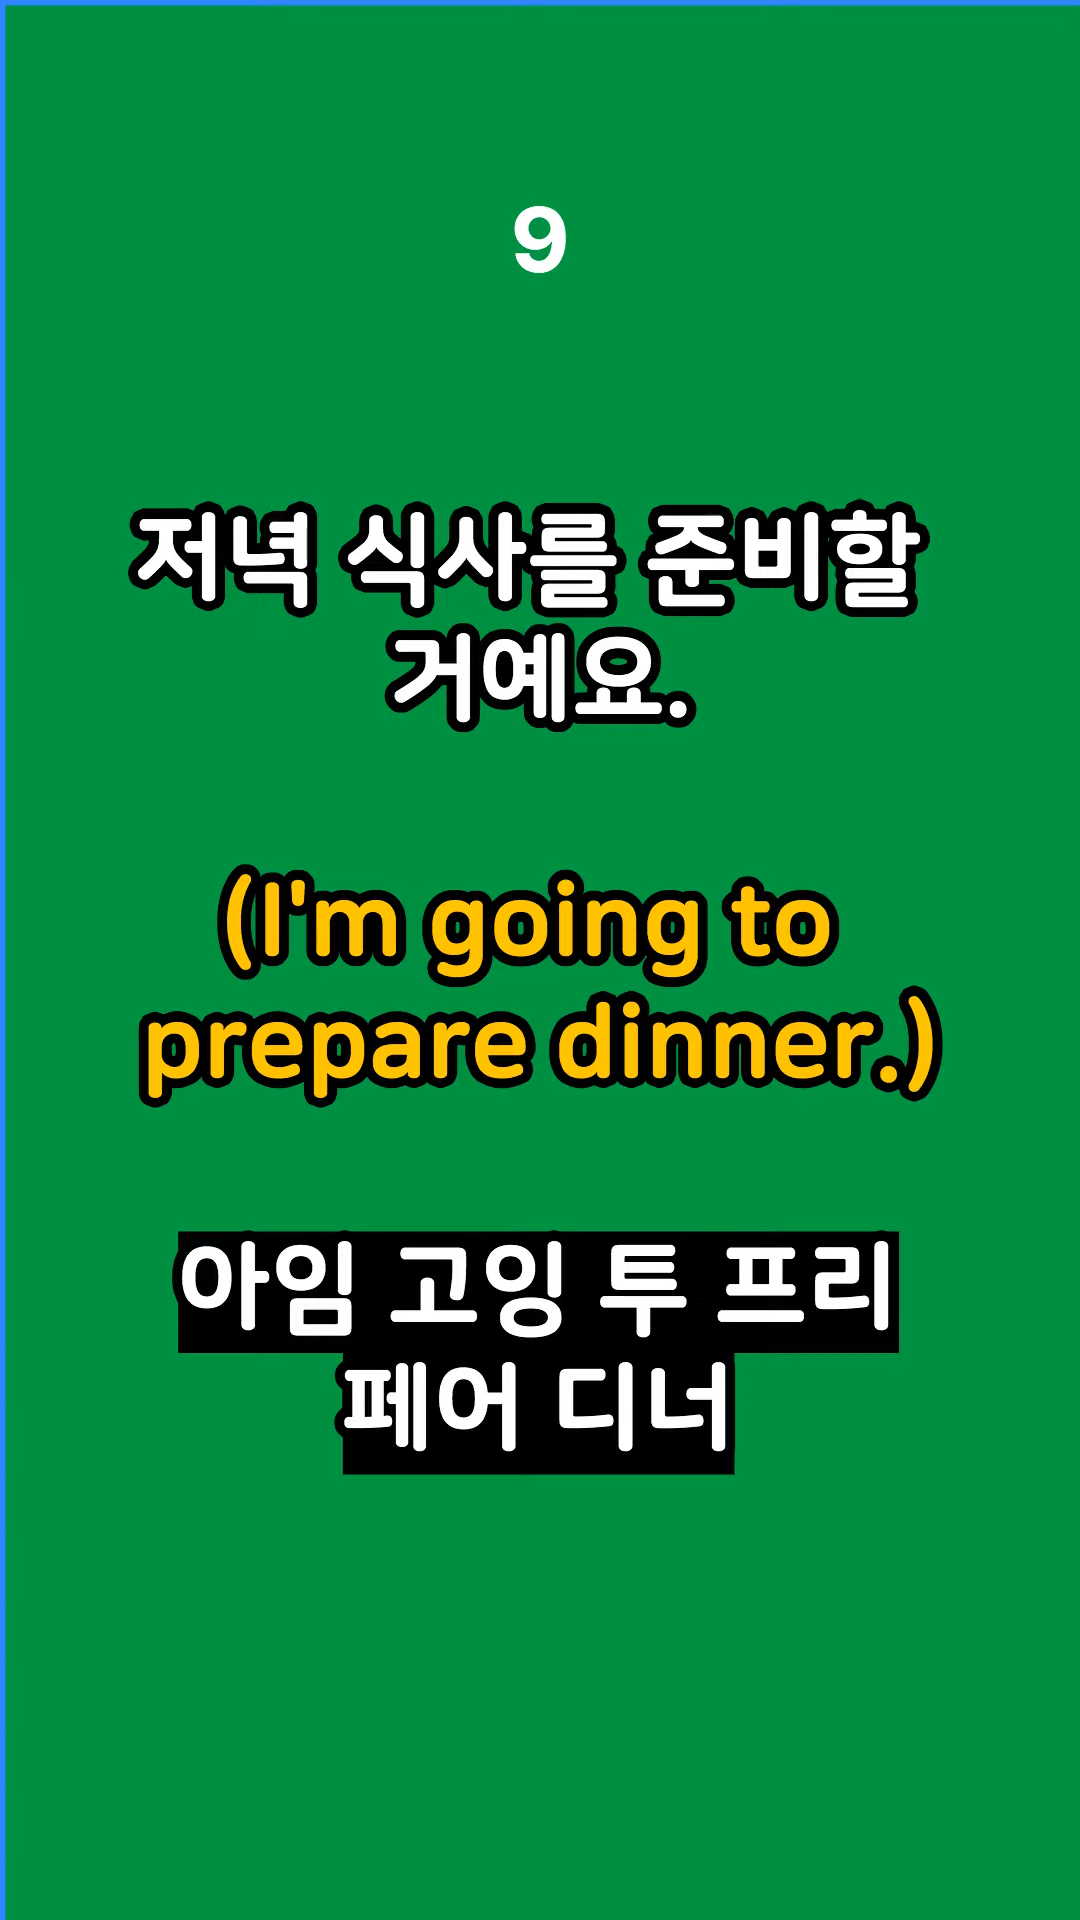 9
저녁 식사를 준비할
거예요.
(I'm going to
prepare dinner.)
아임 고잉 투 프리
페어 디너